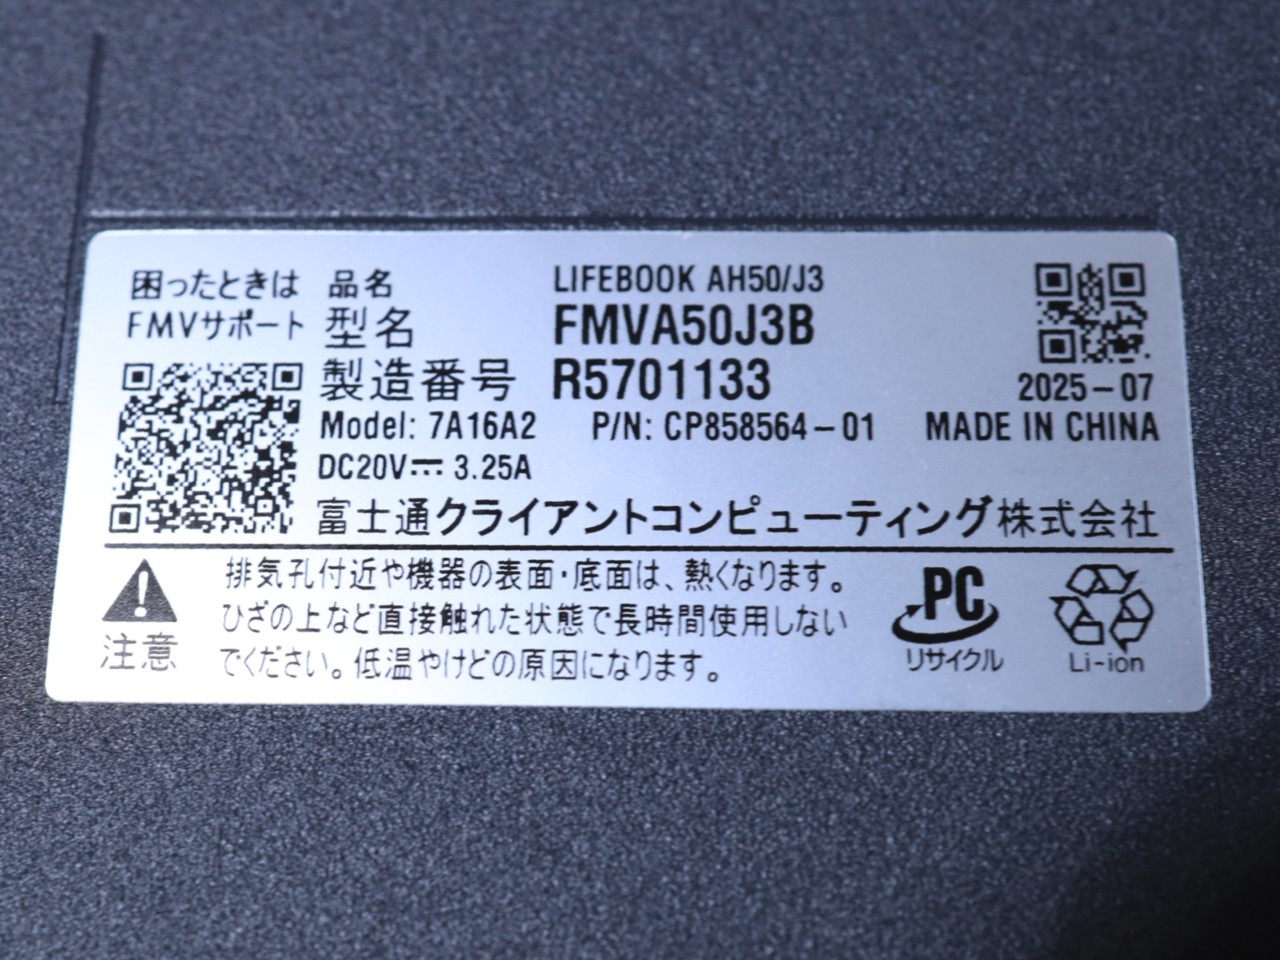 困ったときは
FMVサポート
品名 LIFEBOOK AH50/J3
型名 FMVA50J3B
製造番号 R5701133
2025-07
Model: 7A16A2 P/N: CP858564-01 MADE IN CHINA
DC20V⎓ 3.25A
富士通クライアントコンピューティング株式会社
注意
排気孔付近や機器の表面・底面は、熱くなります。
ひざの上など直接触れた状態で長時間使用しない
でください。低温やけどの原因になります。
PC
リサイクル
Li-ion